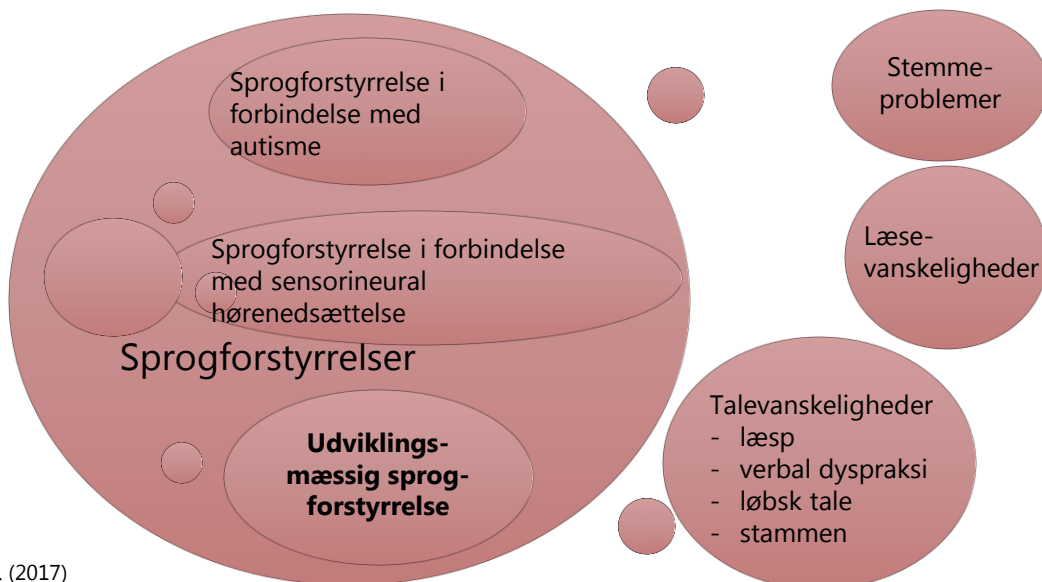 Sprogforstyrrelse i
forbindelse med
autisme
Sprogforstyrrelse i forbindelse
med sensorineural
hørenedsættelse
Sprogforstyrrelser
Udviklings-
mæssig sprog-
forstyrrelse
Stemme-
problemer
Læse-
vanskeligheder
Talevanskeligheder
- læsp
- verbal dyspraksi
- løbsk tale
- stammen
. (2017)